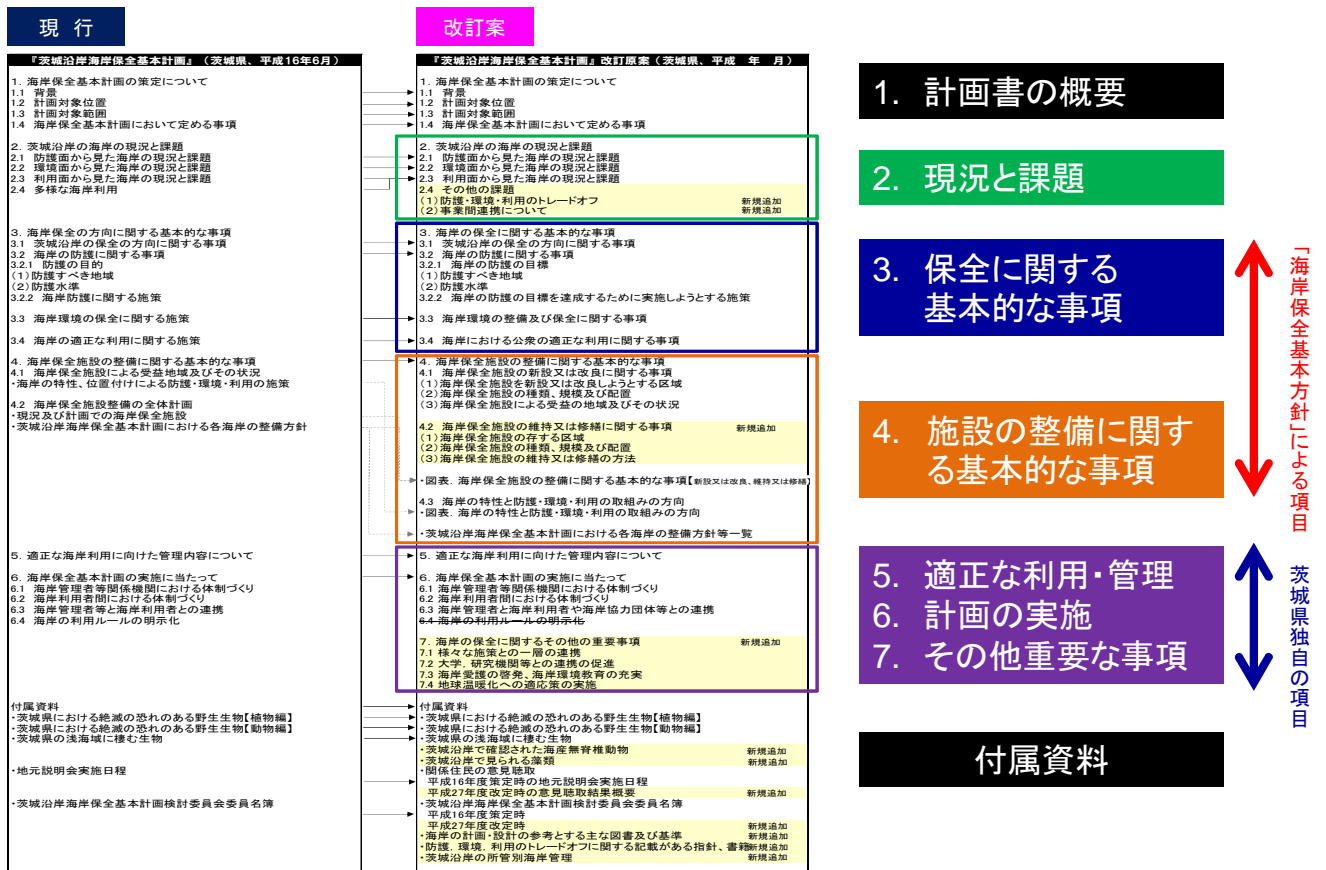 現 行
『茨城沿岸海岸保全基本計画』（茨城県、平成16年6月）
1. 海岸保全基本計画の策定について
1.1 背景
1.2 計画対象位置
1.3 計画対象範囲
1.4 海岸保全基本計画において定める事項
2. 茨城沿岸の海岸の現況と課題
2.1 防護面から見た海岸の現況と課題
2.2 環境面から見た海岸の現況と課題
2.3 利用面から見た海岸の現況と課題
2.4 多様な海岸利用
3. 海岸保全の方向に関する基本的な事項
3.1 茨城沿岸の保全の方向に関する事項
3.2 海岸の防護に関する事項
3.2.1 防護の目的
(1)防護すべき地域
(2)防護水準
3.2.2 海岸防護に関する施策
3.3 海岸環境の保全に関する施策
3.4 海岸の適正な利用に関する施策
4. 海岸保全施設の整備に関する基本的な事項
4.1 海岸保全施設による受益地域及びその状況
・海岸の特性、位置付けによる防護・環境・利用の施策
4.2 海岸保全施設整備の全体計画
・現況及び計画での海岸保全施設
・茨城沿岸海岸保全基本計画における各海岸の整備方針
5. 適正な海岸利用に向けた管理内容について
6. 海岸保全基本計画の実施に当たって
6.1 海岸管理者等関係機関における体制づくり
6.2 海岸利用者間における体制づくり
6.3 海岸管理者等と海岸利用者との連携
6.4 海岸の利用ルールの明示化
付属資料
・茨城県における絶滅の恐れのある野生生物【植物編】
・茨城県における絶滅の恐れのある野生生物【動物編】
・茨城県の浅海域に棲む生物
・地元説明会実施日程
・茨城沿岸海岸保全基本計画検討委員会委員名簿
改訂案
『茨城沿岸海岸保全基本計画』改訂原案（茨城県、平成 年 月）
1. 海岸保全基本計画の策定について
1.1 背景
1.2 計画対象位置
1.3 計画対象範囲
1.4 海岸保全基本計画において定める事項
2. 茨城沿岸の海岸の現況と課題
2.1 防護面から見た海岸の現況と課題
2.2 環境面から見た海岸の現況と課題
2.3 利用面から見た海岸の現況と課題
2.4 その他の課題
(1)防護・環境・利用のトレードオフ 新規追加
(2)事業間連携について 新規追加
3. 海岸の保全に関する基本的な事項
3.1 茨城沿岸の保全の方向に関する事項
3.2 海岸の防護に関する事項
3.2.1 海岸の防護の目標
(1)防護すべき地域
(2)防護水準
3.2.2 海岸の防護の目標を達成するために実施しようとする施策
3.3 海岸環境の整備及び保全に関する事項
3.4 海岸における公衆の適正な利用に関する事項
4. 海岸保全施設の整備に関する基本的な事項
4.1 海岸保全施設の新設又は改良に関する事項
(1)海岸保全施設を新設又は改良しようとする区域
(2)海岸保全施設の種類、規模及び配置
(3)海岸保全施設による受益の地域及びその状況
4.2 海岸保全施設の維持又は修繕に関する事項 新規追加
(1)海岸保全施設の存する区域
(2)海岸保全施設の種類、規模及び配置
(3)海岸保全施設の維持又は修繕の方法
・図表. 海岸保全施設の整備に関する基本的な事項【新設又は改良、維持又は修繕】
4.3 海岸の特性と防護・環境・利用の取組みの方向
・図表. 海岸の特性と防護・環境・利用の取組みの方向
・茨城沿岸海岸保全基本計画における各海岸の整備方針等一覧
5. 適正な海岸利用に向けた管理内容について
6. 海岸保全基本計画の実施に当たって
6.1 海岸管理者等関係機関における体制づくり
6.2 海岸利用者間における体制づくり
6.3 海岸管理者と海岸利用者や海岸協力団体等との連携
6.4 海岸の利用ルールの明示化
7. 海岸の保全に関するその他の重要事項 新規追加
7.1 様々な施策との一層の連携
7.2 大学、研究機関等との連携の促進
7.3 海岸愛護の啓発、海岸環境教育の充実
7.4 地球温暖化への適応策の実施
付属資料
・茨城県における絶滅の恐れのある野生生物【植物編】
・茨城県における絶滅の恐れのある野生生物【動物編】
・茨城県の浅海域に棲む生物
・茨城沿岸で確認された海産無脊椎動物 新規追加
・茨城沿岸で見られる藻類 新規追加
・関係住民の意見聴取
平成16年度策定時の地元説明会実施日程
平成27年度改定時の意見聴取結果概要 新規追加
・茨城沿岸海岸保全基本計画検討委員会委員名簿
平成16年度策定時
平成27年度改定時 新規追加
・海岸の計画・設計の参考とする主な図書及び基準 新規追加
・防護、環境、利用のトレードオフに関する記載がある指針、書籍 新規追加
・茨城沿岸の所管別海岸管理 新規追加
1. 計画書の概要
2. 現況と課題
3. 保全に関する
基本的な事項
4. 施設の整備に関す
る基本的な事項
5. 適正な利用・管理
6. 計画の実施
7. その他重要な事項
付属資料
「海岸保全基本方針」による項目
茨城県独自の項目